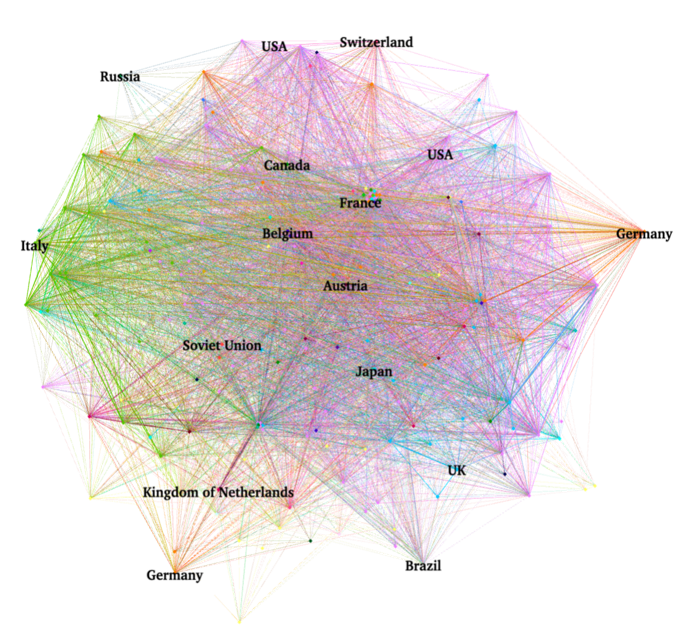 USA
Switzerland
Russia
USA
Canada
France
Belgium
Germany
Italy
Austria
Soviet Union
Japan
UK
Kingdom of Netherlands
Brazil
Germany